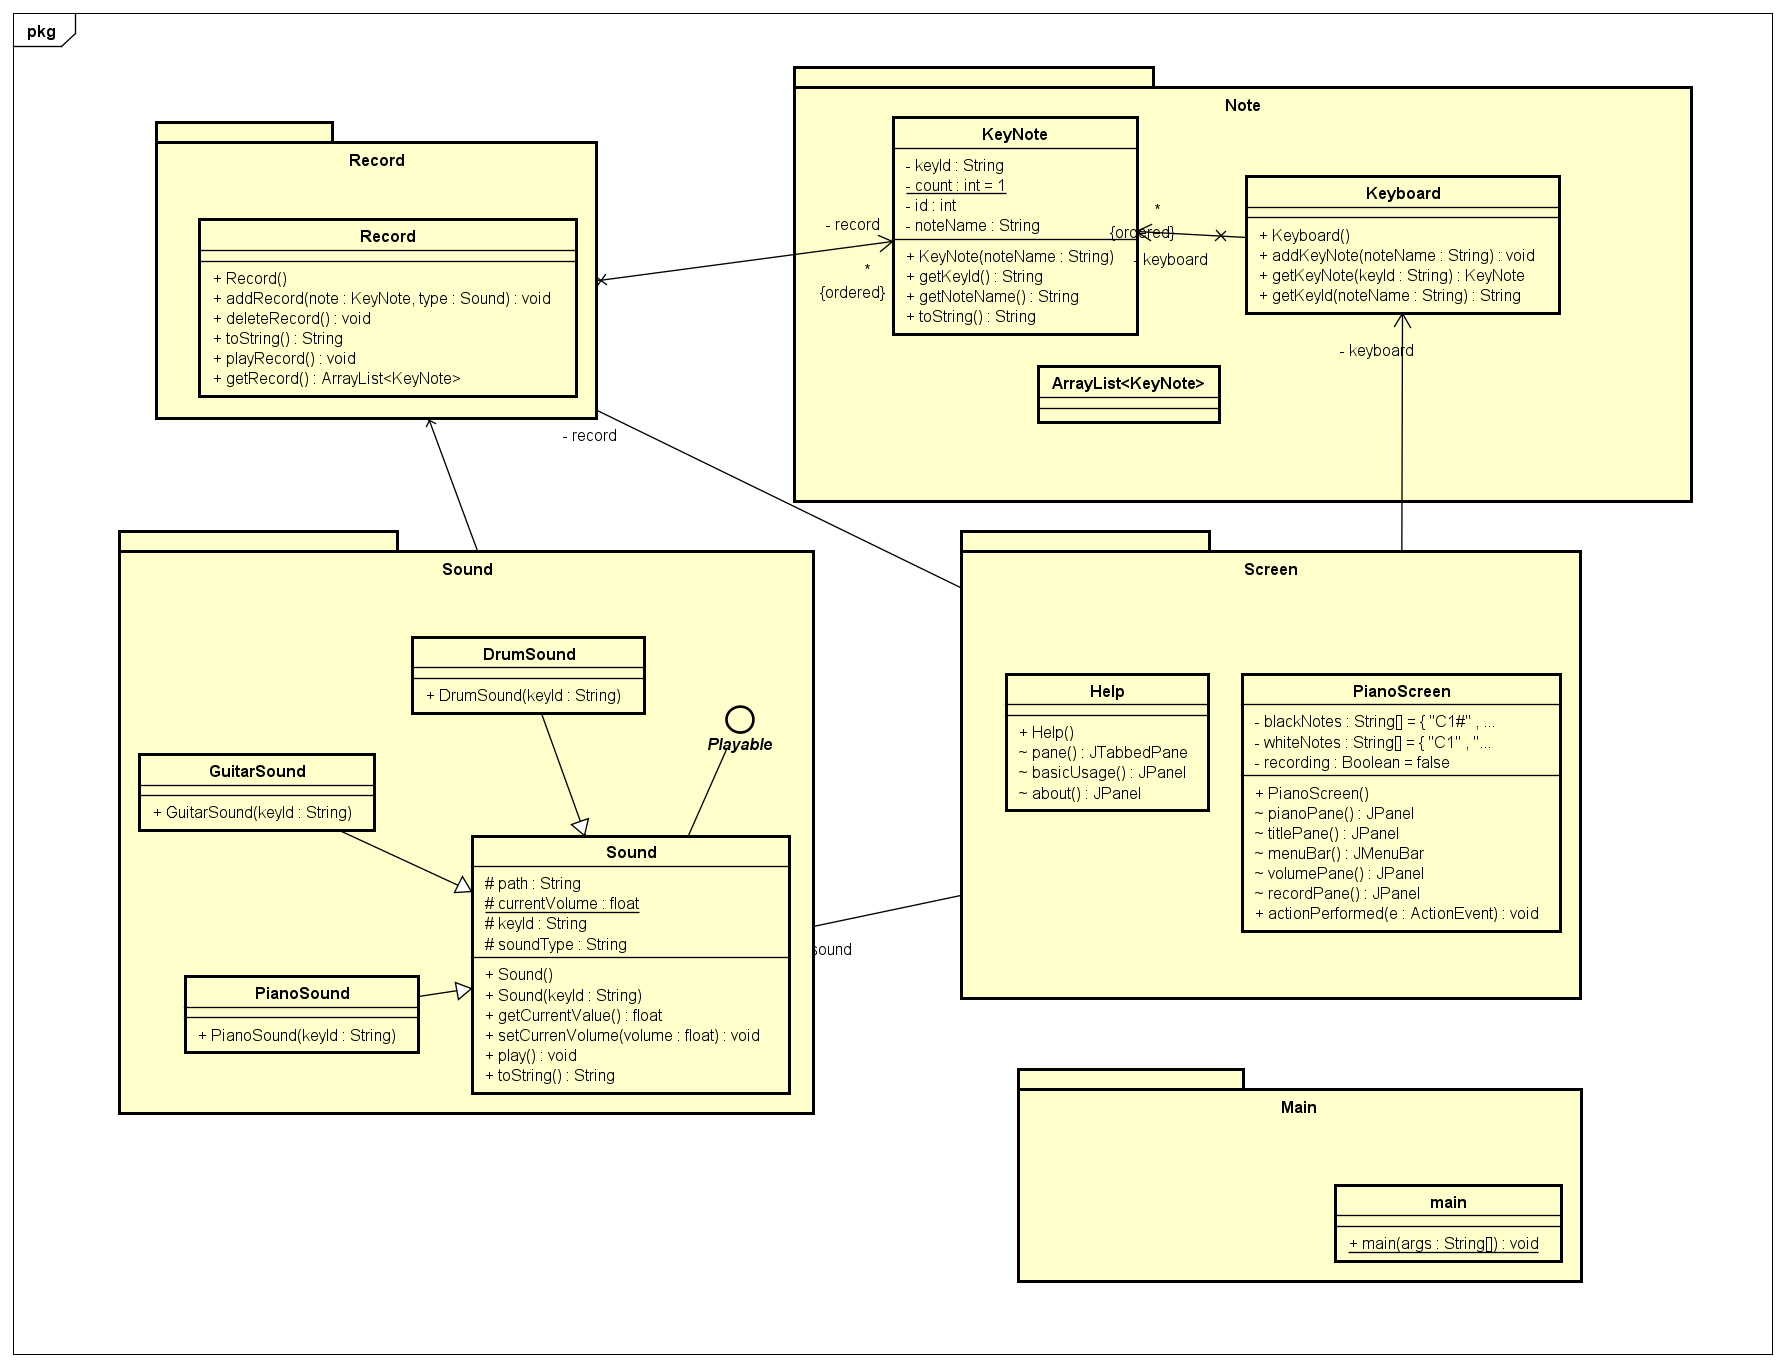 pkg
Record
Record
+ Record()
+ addRecord(note : KeyNote, type : Sound) : void
+ deleteRecord() : void
+ toString() : String
+ playRecord() : void
+ getRecord() : ArrayList<KeyNote>
- record
*
{ordered}
Note
KeyNote
- keyId : String
- count : int = 1
- id : int
- noteName : String
+ KeyNote(noteName : String)
+ getKeyId() : String
+ getNoteName() : String
+ toString() : String
*
{ordered}
- keyboard
Keyboard
+ Keyboard()
+ addKeyNote(noteName : String) : void
+ getKeyNote(keyId : String) : KeyNote
+ getKeyId(noteName : String) : String
- keyboard
ArrayList<KeyNote>
- record
Sound
DrumSound
+ DrumSound(keyId : String)
Playable
GuitarSound
+ GuitarSound(keyId : String)
Sound
# path : String
# currentVolume : float
# keyId : String
# soundType : String
+ Sound()
+ Sound(keyId : String)
+ getCurrentValue() : float
+ setCurrenVolume(volume : float) : void
+ play() : void
+ toString() : String
PianoSound
+ PianoSound(keyId : String)
sound
Screen
Help
+ Help()
~ pane() : JTabbedPane
~ basicUsage() : JPanel
~ about() : JPanel
PianoScreen
- blackNotes : String[] = { "C1#" , ...
- whiteNotes : String[] = { "C1" , "...
- recording : Boolean = false
+ PianoScreen()
~ pianoPane() : JPanel
~ titlePane() : JPanel
~ menuBar() : JMenuBar
~ volumePane() : JPanel
~ recordPane() : JPanel
+ actionPerformed(e : ActionEvent) : void
Main
main
+ main(args : String[]) : void